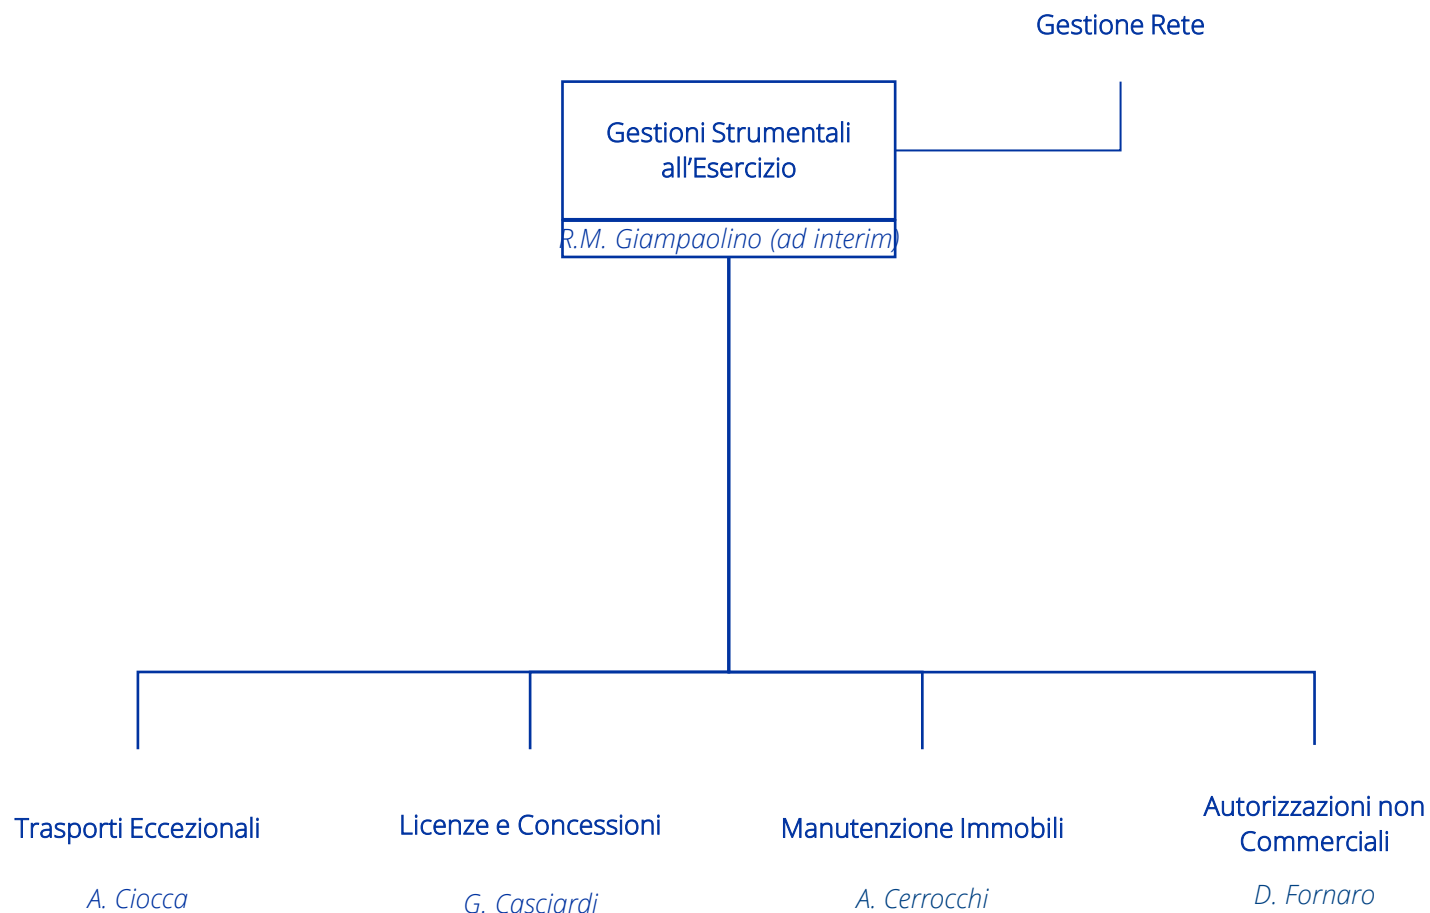 Gestione Rete
Gestioni Strumentali
all’Esercizio
R.M. Giampaolino (ad interim)
Trasporti Eccezionali
A. Ciocca
Licenze e Concessioni
G. Casciardi
Manutenzione Immobili
A. Cerrocchi
Autorizzazioni non
Commerciali
D. Fornaro